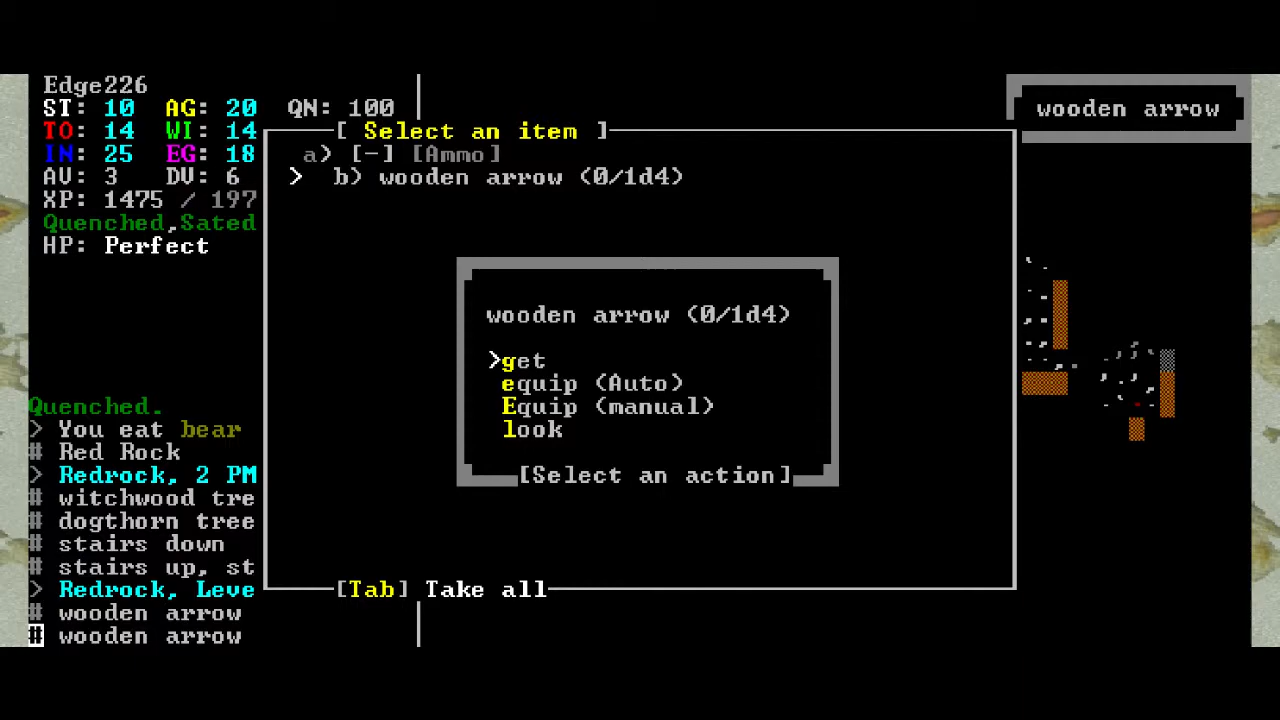 Edge226
ST: 10 AG: 20 QN: 100
TO: 14 WI: 14
IN: 25 EG: 18
AV: 3 DV: 6
XP: 1475 / 197
Quenched,Sated
HP: Perfect
Quenched.
> You eat bear
# Red Rock
> Redrock, 2 PM
# witchwood tre
# dogthorn tree
# stairs down
# stairs up, st
> Redrock, Leve
# wooden arrow
# wooden arrow
[ Select an item ]
a) [-] [Ammo]
> b) wooden arrow (0/1d4)
wooden arrow (0/1d4)
>get
equip (Auto)
Equip (manual)
look
[Select an action]
[Tab] Take all
wooden arrow